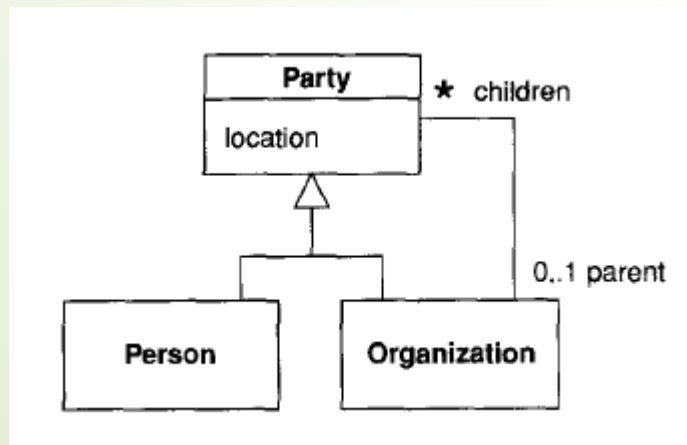 Party
* children
location
0..1 parent
Person
Organization